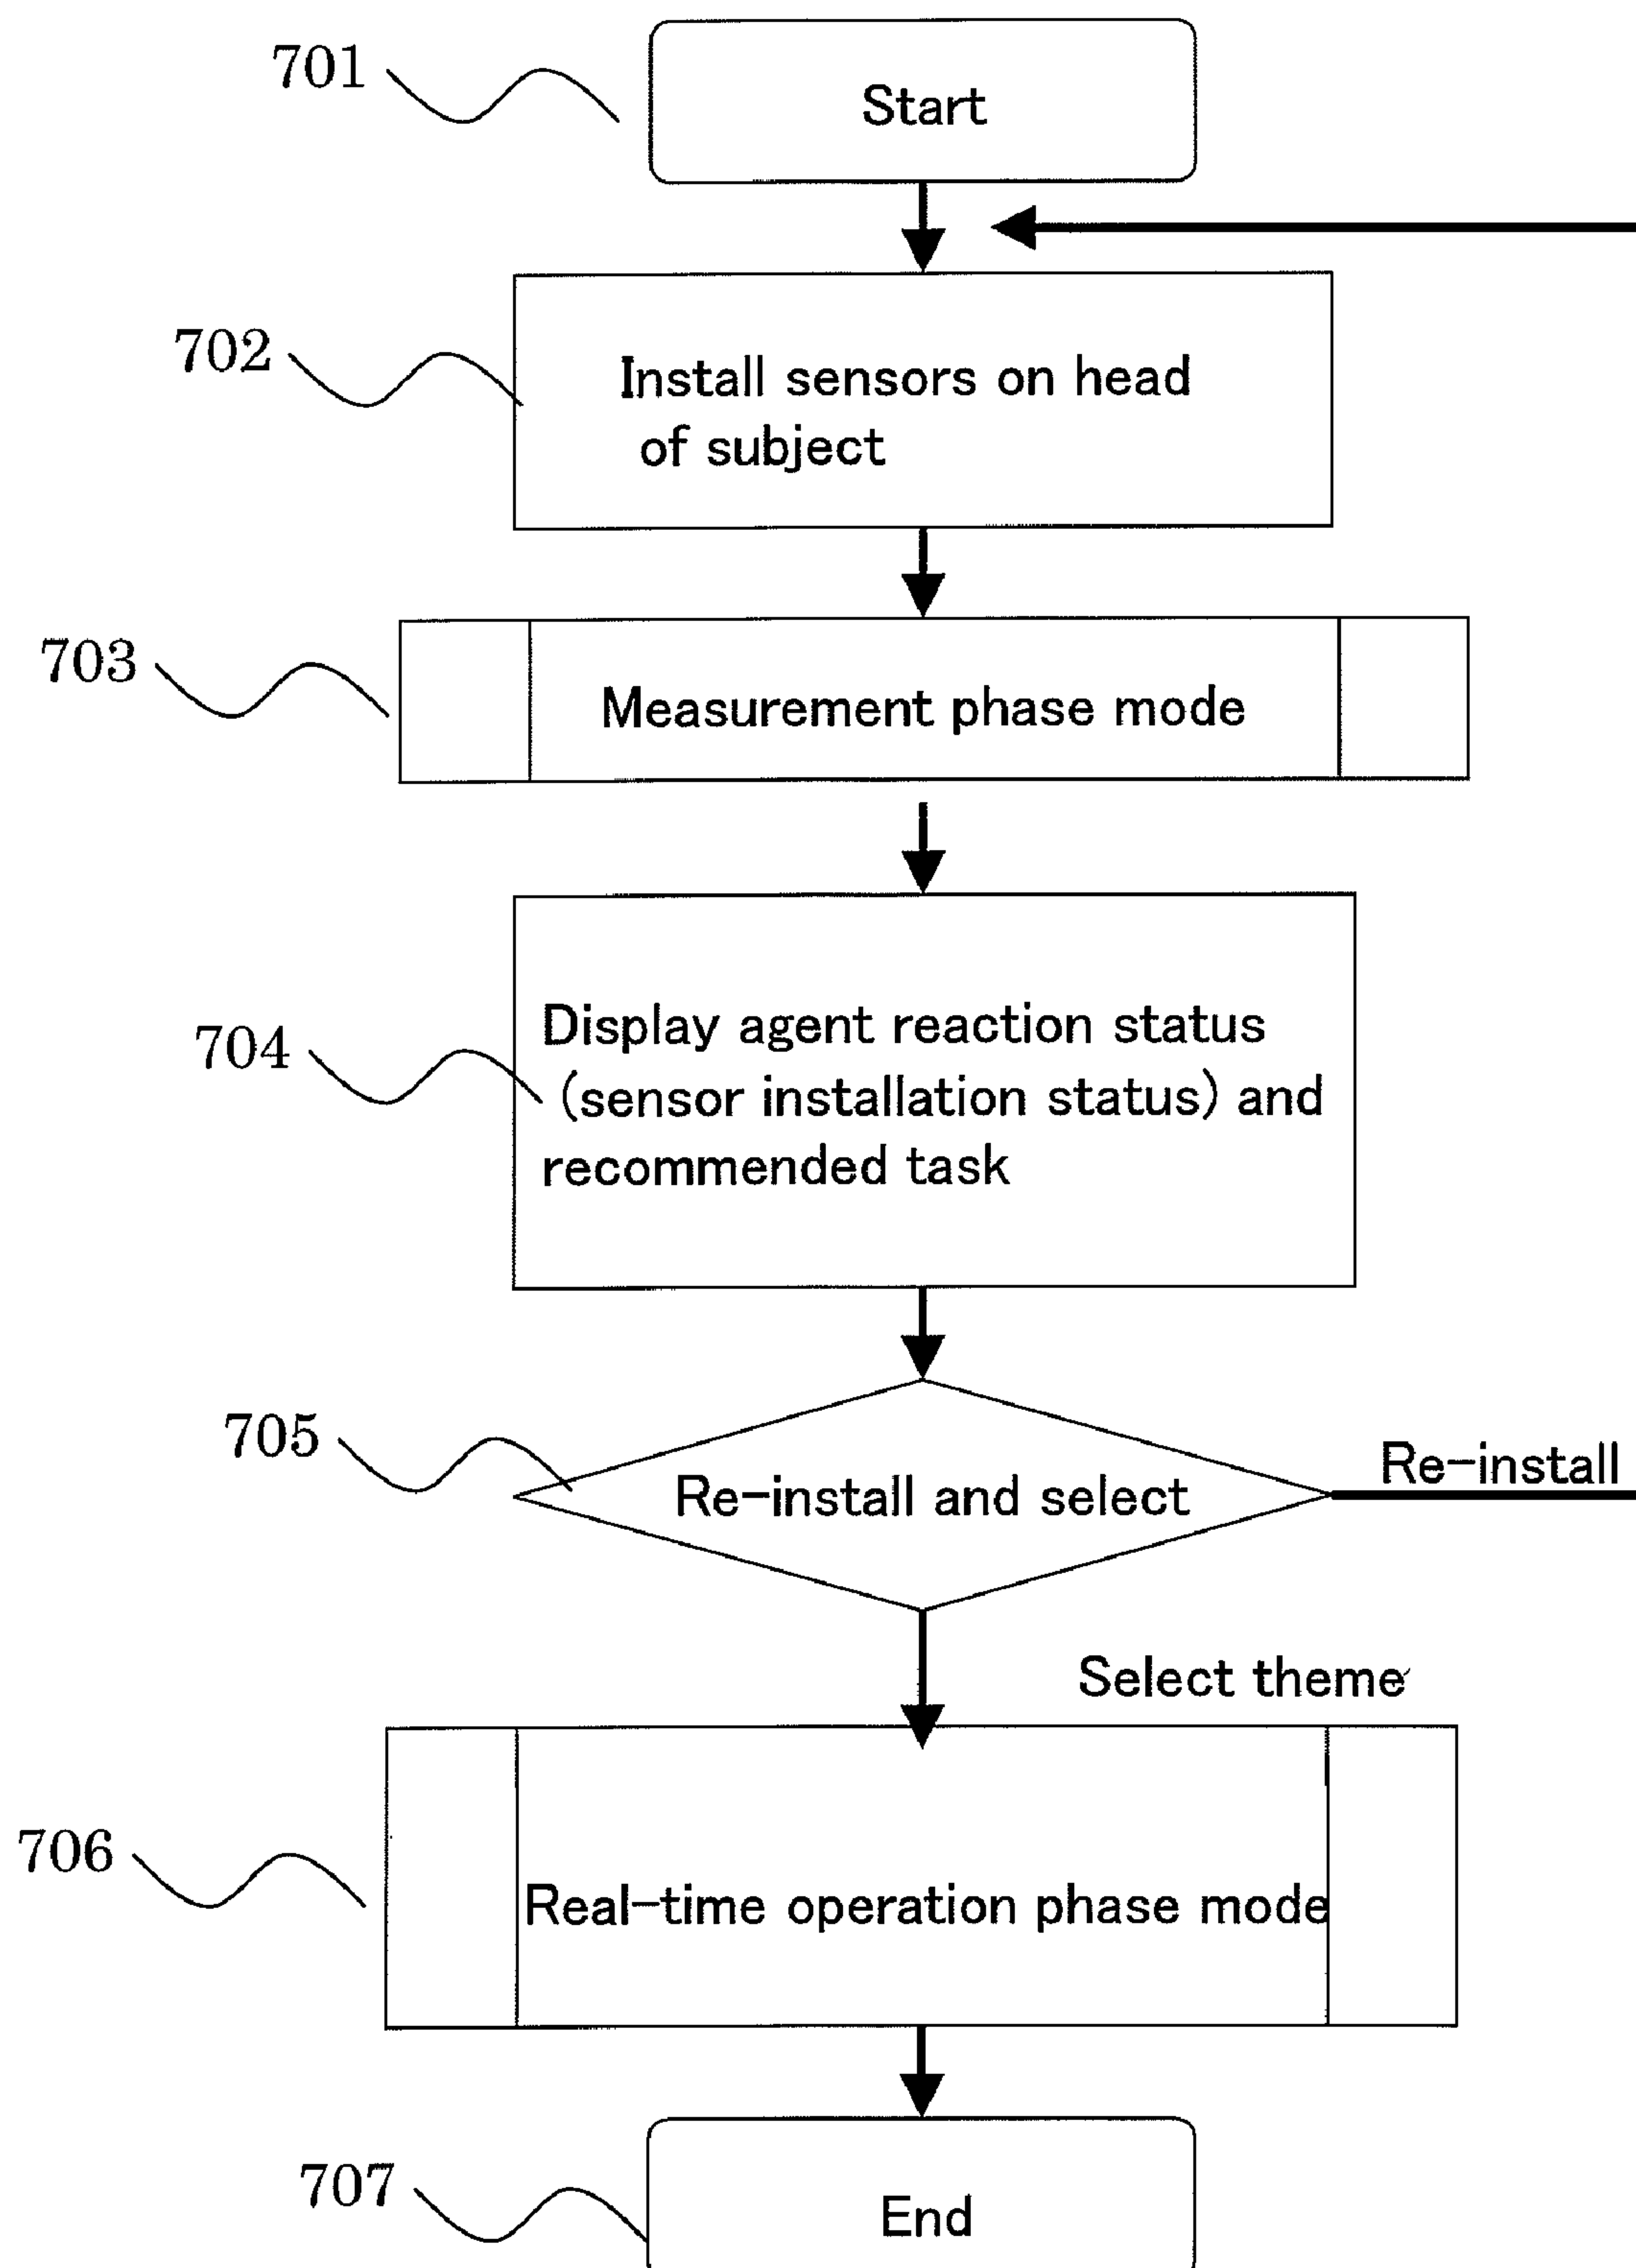 701
Start
702
Install sensors on head
of subject
703
Measurement phase mode
704
Display agent reaction status
(sensor installation status) and
recommended task
705
Re-install and select
Re-install
Select theme
706
Real-time operation phase mode
707
End